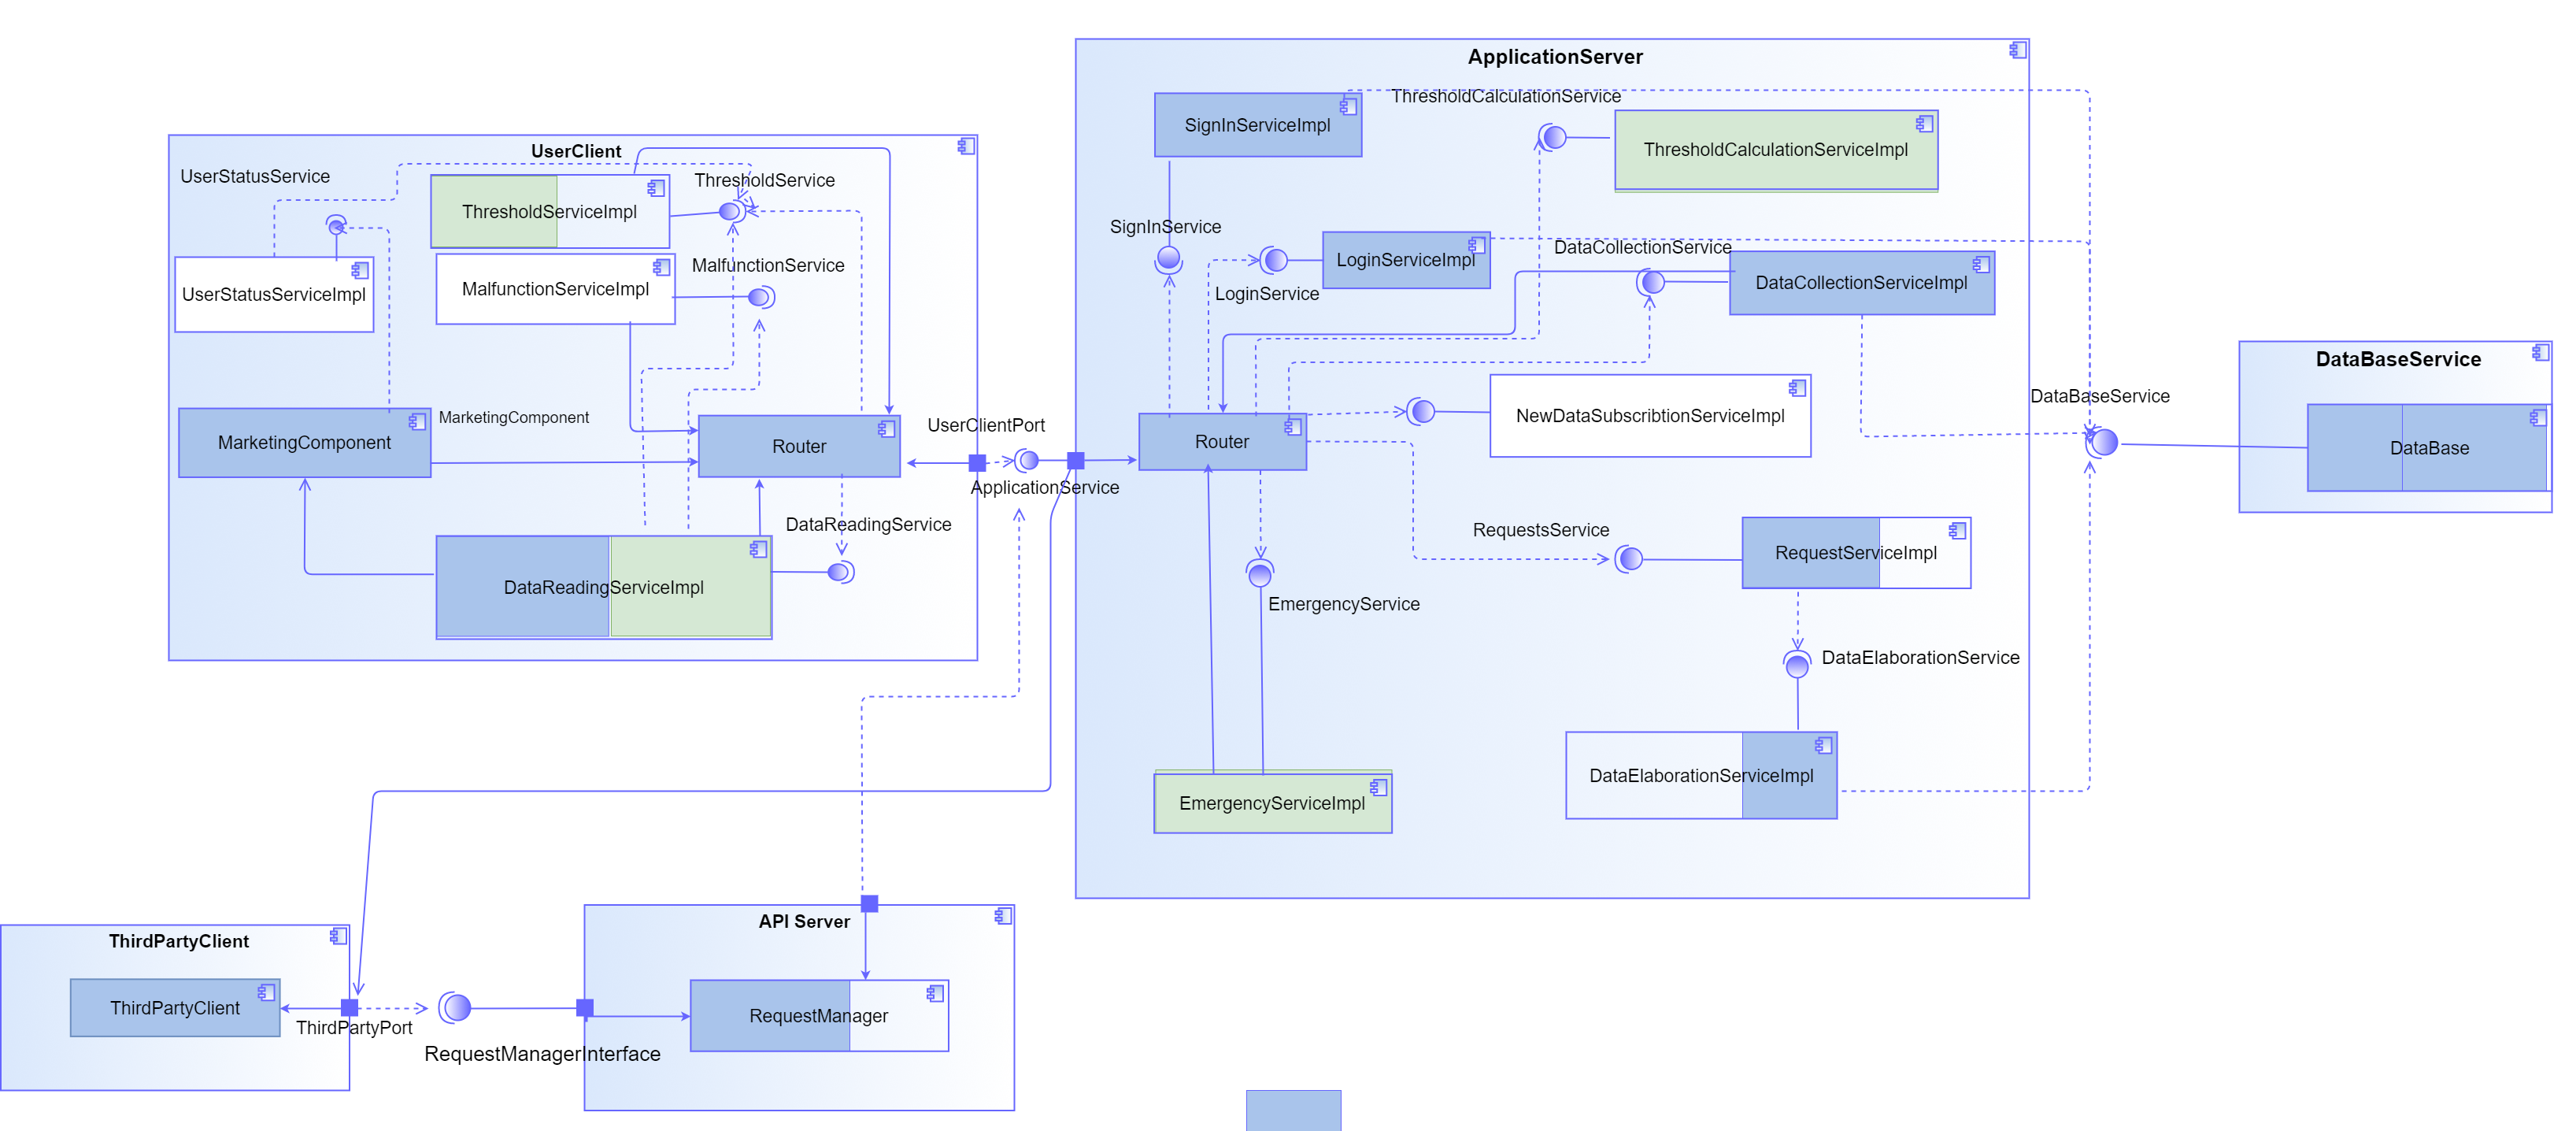 ApplicationServer
ThresholdCalculationService
SignInServiceImpl
ThresholdCalculationServiceImpl
UserClient
UserStatusService
ThresholdService
ThresholdServiceImpl
SignInService
DataCollectionService
LoginServiceImpl
MalfunctionService
MalfunctionServiceImpl
UserStatusServiceImpl
LoginService
DataCollectionServiceImpl
DataBaseService
DataBaseService
MarketingComponent
NewDataSubscribtionServiceImpl
UserClientPort
MarketingComponent
Router
Router
DataBase
ApplicationService
DataReadingService
RequestsService
RequestServiceImpl
DataReadingServiceImpl
EmergencyService
DataElaborationService
DataElaborationServiceImpl
EmergencyServiceImpl
API Server
ThirdPartyClient
ThirdPartyClient
RequestManager
ThirdPartyPort
RequestManagerInterface